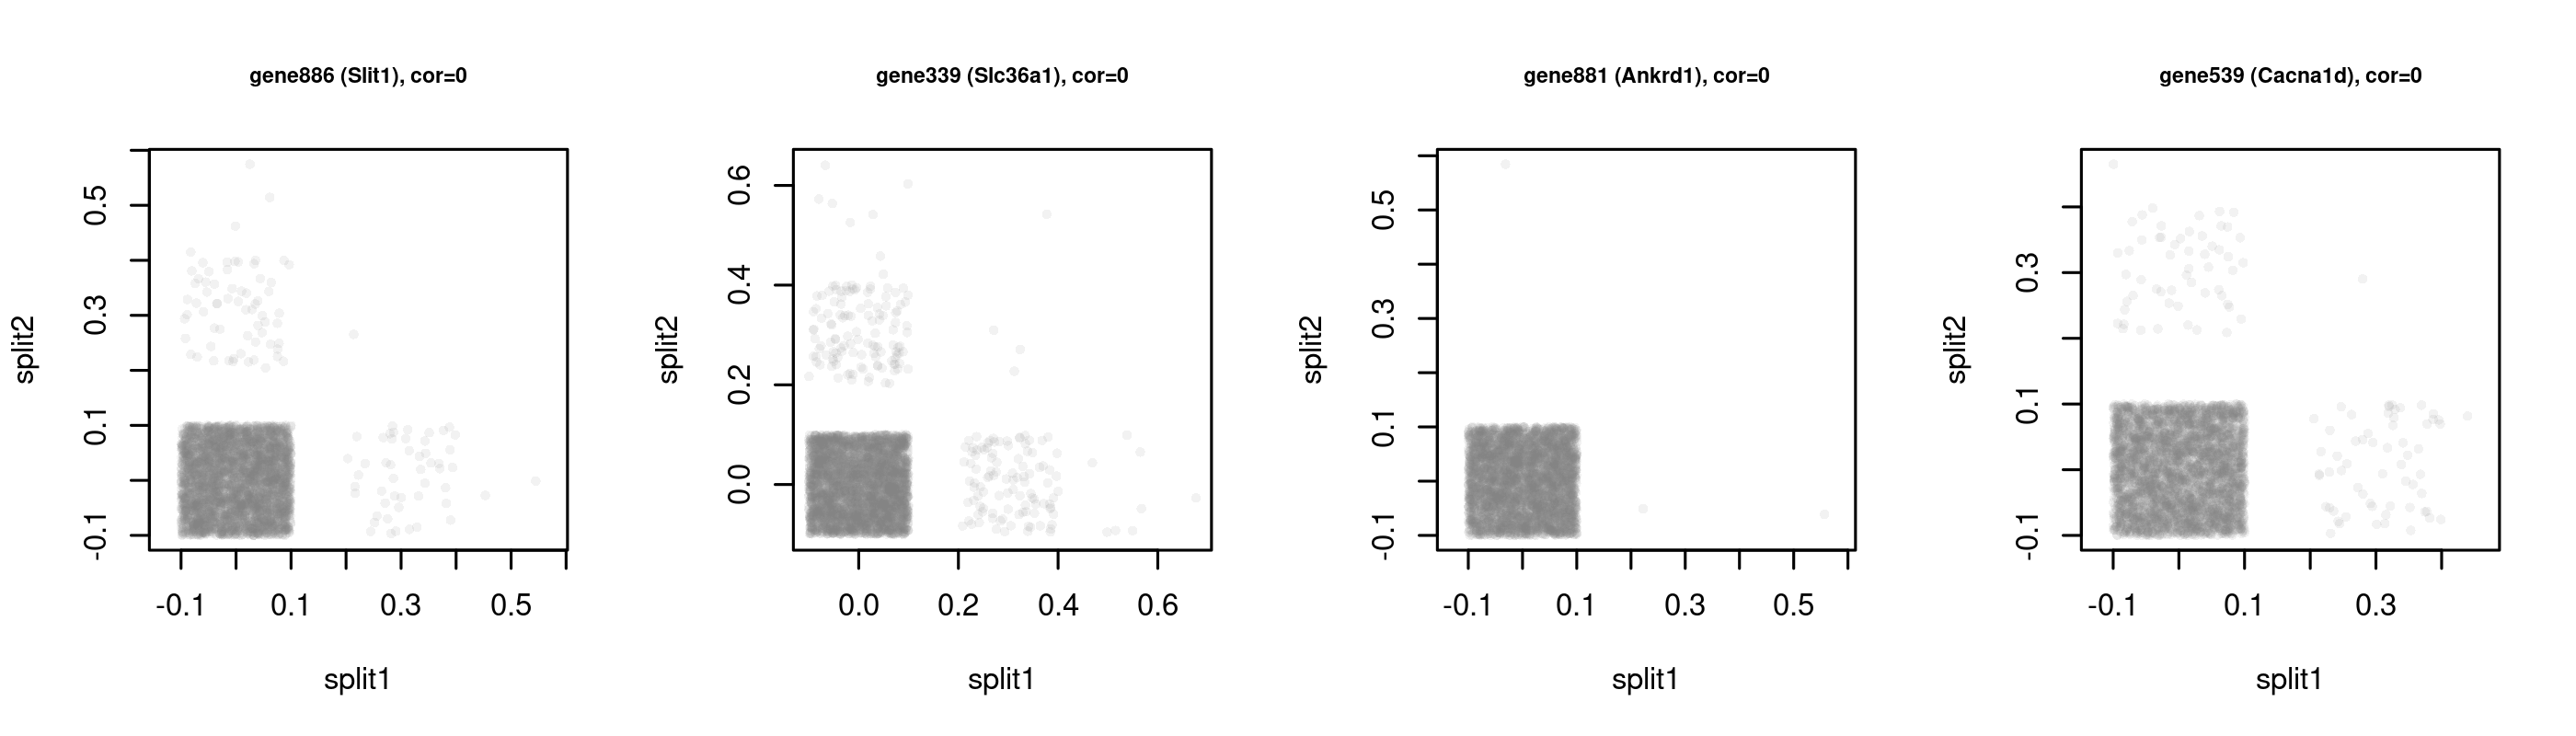 gene886 (Slit1), cor=0
split2
-0.1 0.1 0.3 0.5
-0.1 0.1 0.3 0.5
split1
gene339 (Slc36a1), cor=0
split2
0.0 0.2 0.4 0.6
0.0 0.2 0.4 0.6
split1
gene881 (Ankrd1), cor=0
split2
-0.1 0.1 0.3 0.5
-0.1 0.1 0.3 0.5
split1
gene539 (Cacna1d), cor=0
split2
-0.1 0.1 0.3
-0.1 0.1 0.3
split1